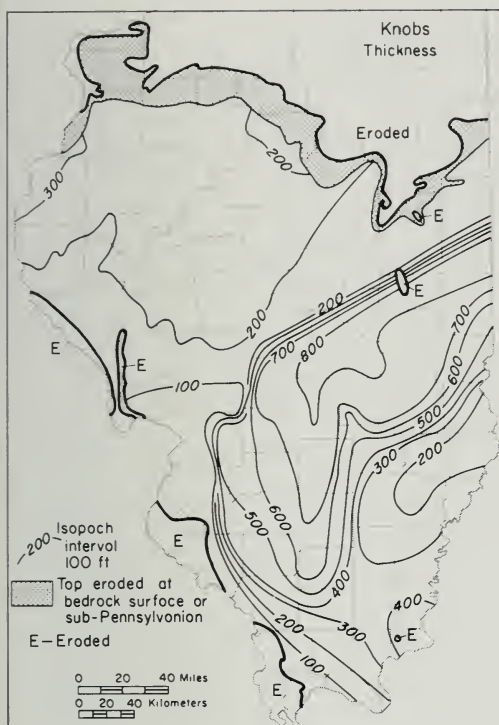 Knobs
Thickness
Eroded
200
300
E
200
E
200
700
800
700
600
500
300
200
E
E
100
600
500
400
E
400
E
300
200
100
E
-200- Isopach
interval
100 ft
Top eroded at
bedrock surface or
sub-Pennsylvanian
E—Eroded
0 20 40 Miles
0 20 40 Kilometers